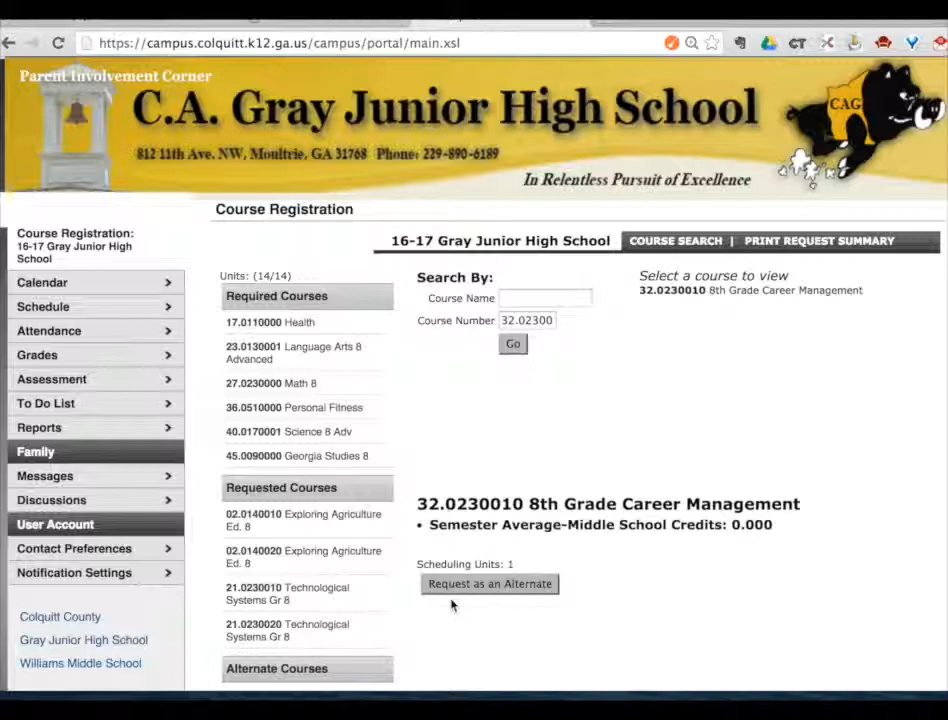 https://campus.colquitt.k12.ga.us/campus/portal/main.xsl
CT
Parent Involvement Corner
C.A. Gray Junior High School
CAG
812 11th Ave. NW, Moultrie, GA 31768 Phone: 229-890-6189
In Relentless Pursuit of Excellence
Course Registration
Course Registration:
16-17 Gray Junior High
School
Calendar
Schedule
Attendance
Grades
Assessment
To Do List
Reports
Family
Messages
Discussions
User Account
Contact Preferences
Notification Settings
Colquitt County
Gray Junior High School
Williams Middle School
16-17 Gray Junior High School
COURSE SEARCH | PRINT REQUEST SUMMARY
Units: (14/14)
Required Courses
17.0110000 Health
23.0130001 Language Arts 8
Advanced
27.0230000 Math 8
36.0510000 Personal Fitness
40.0170001 Science 8 Adv
45.0090000 Georgia Studies 8
Requested Courses
02.0140010 Exploring Agriculture
Ed. 8
02.0140020 Exploring Agriculture
Ed. 8
21.0230010 Technological
Systems Gr 8
21.0230020 Technological
Systems Gr 8
Alternate Courses
Search By:
Course Name
Course Number 32.02300
Go
Select a course to view
32.0230010 8th Grade Career Management
32.0230010 8th Grade Career Management
• Semester Average-Middle School Credits: 0.000
Scheduling Units: 1
Request as an Alternate